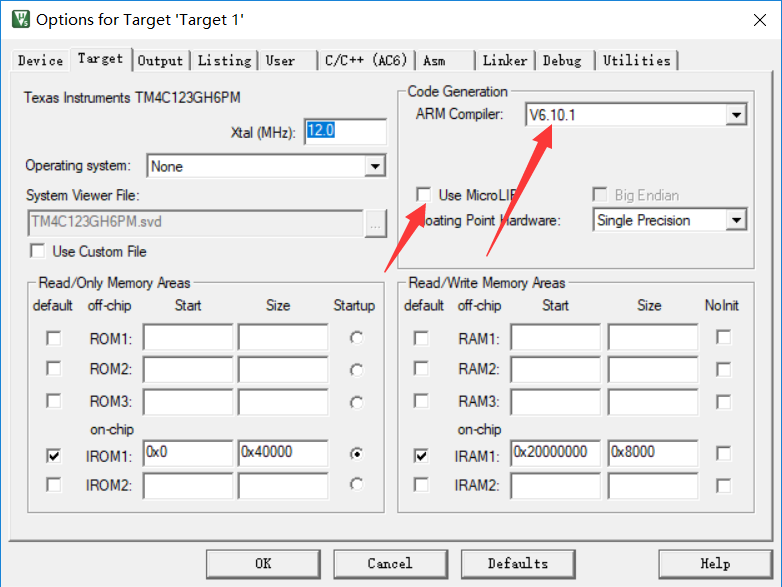 Options for Target 'Target 1'
Device Target Output Listing User C/C++ (AC6) Asm Linker Debug Utilities
Texas Instruments TM4C123GH6PM
Xtal (MHz): 12.0
Operating system: None
System Viewer File:
TM4C123GH6PM.svd ...
Use Custom File
Code Generation
ARM Compiler: V6.10.1
Use MicroLIB Big Endian
Floating Point Hardware: Single Precision
Read/Only Memory Areas
default off-chip Start Size Startup
ROM1:
ROM2:
ROM3:
on-chip
IROM1: 0x0 0x40000
IROM2:
Read/Write Memory Areas
default off-chip Start Size NoInit
RAM1:
RAM2:
RAM3:
on-chip
IRAM1: 0x20000000 0x8000
IRAM2:
OK Cancel Defaults Help